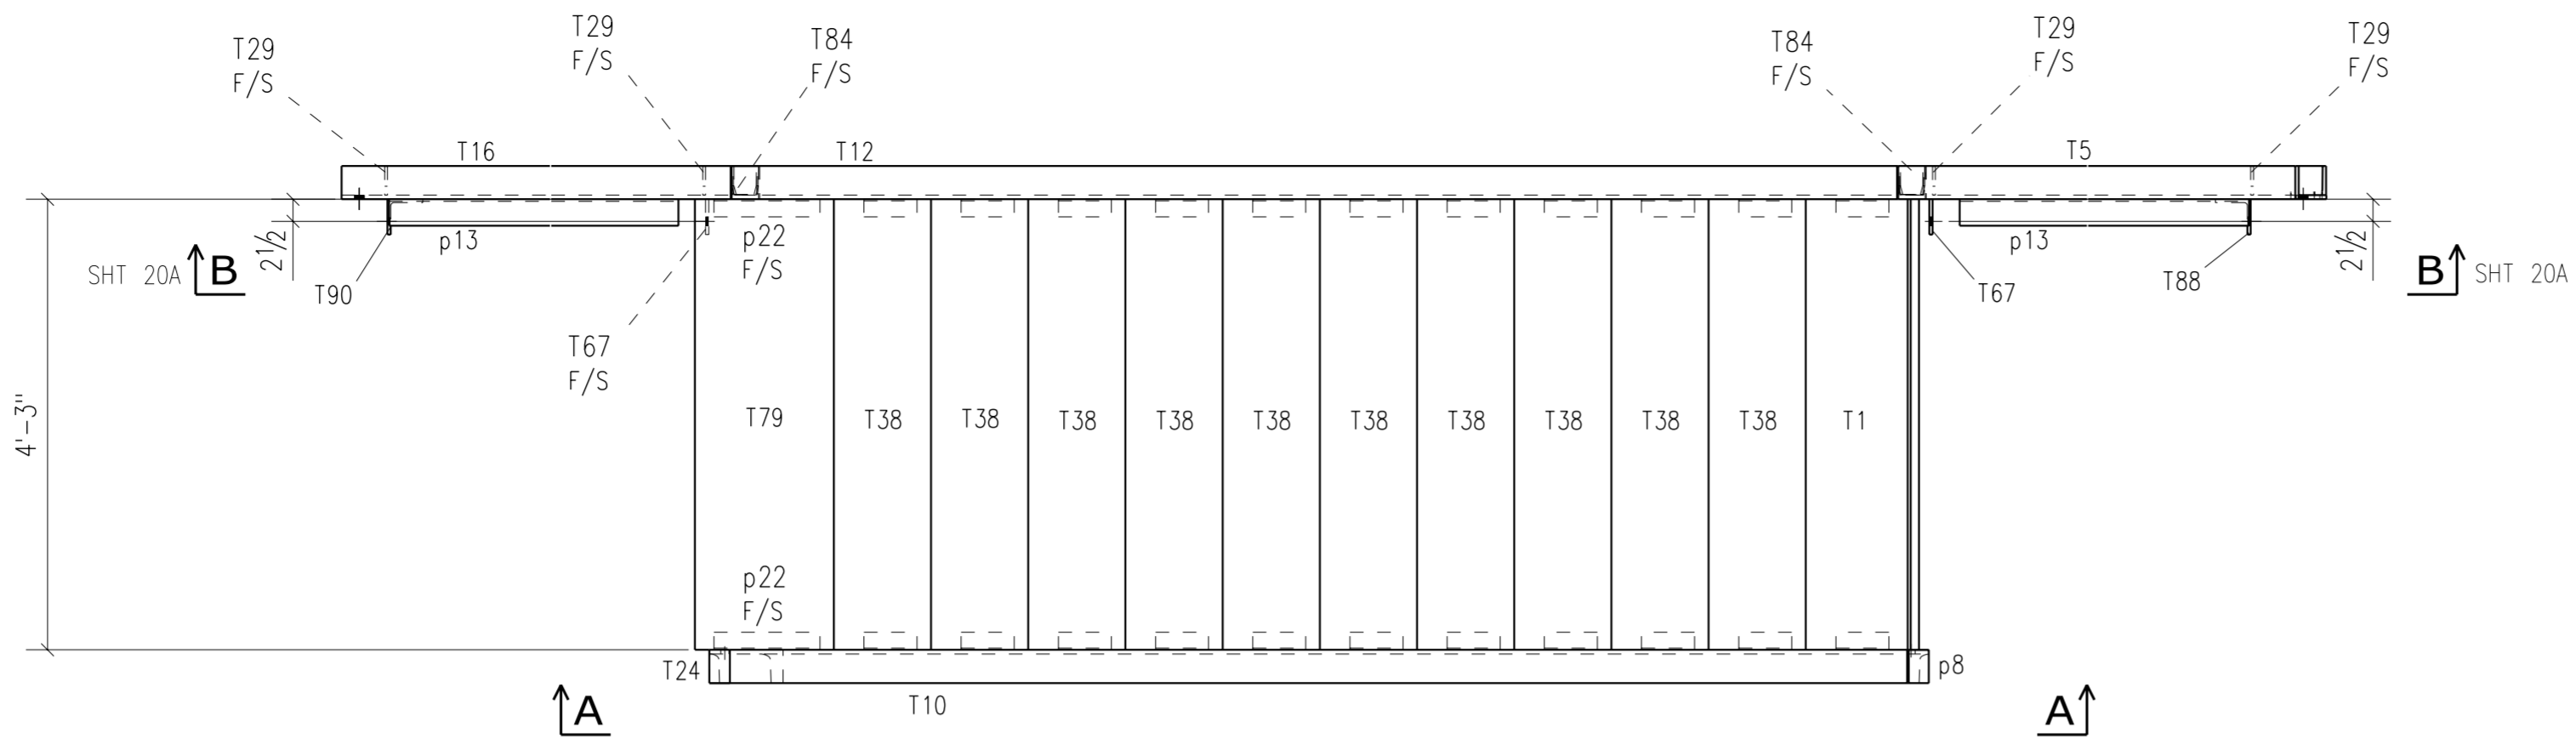 T29
F/S
T29
F/S
T84
F/S
T84
F/S
T29
F/S
T29
F/S
T16
T12
T5
2½
p13
p22
F/S
p13
2½
SHT 20A
B
T90
T67
T88
B
SHT 20A
T67
F/S
4'-3"
T79
T38
T38
T38
T38
T38
T38
T38
T38
T38
T38
T1
p22
F/S
T24
p8
T10
A
A